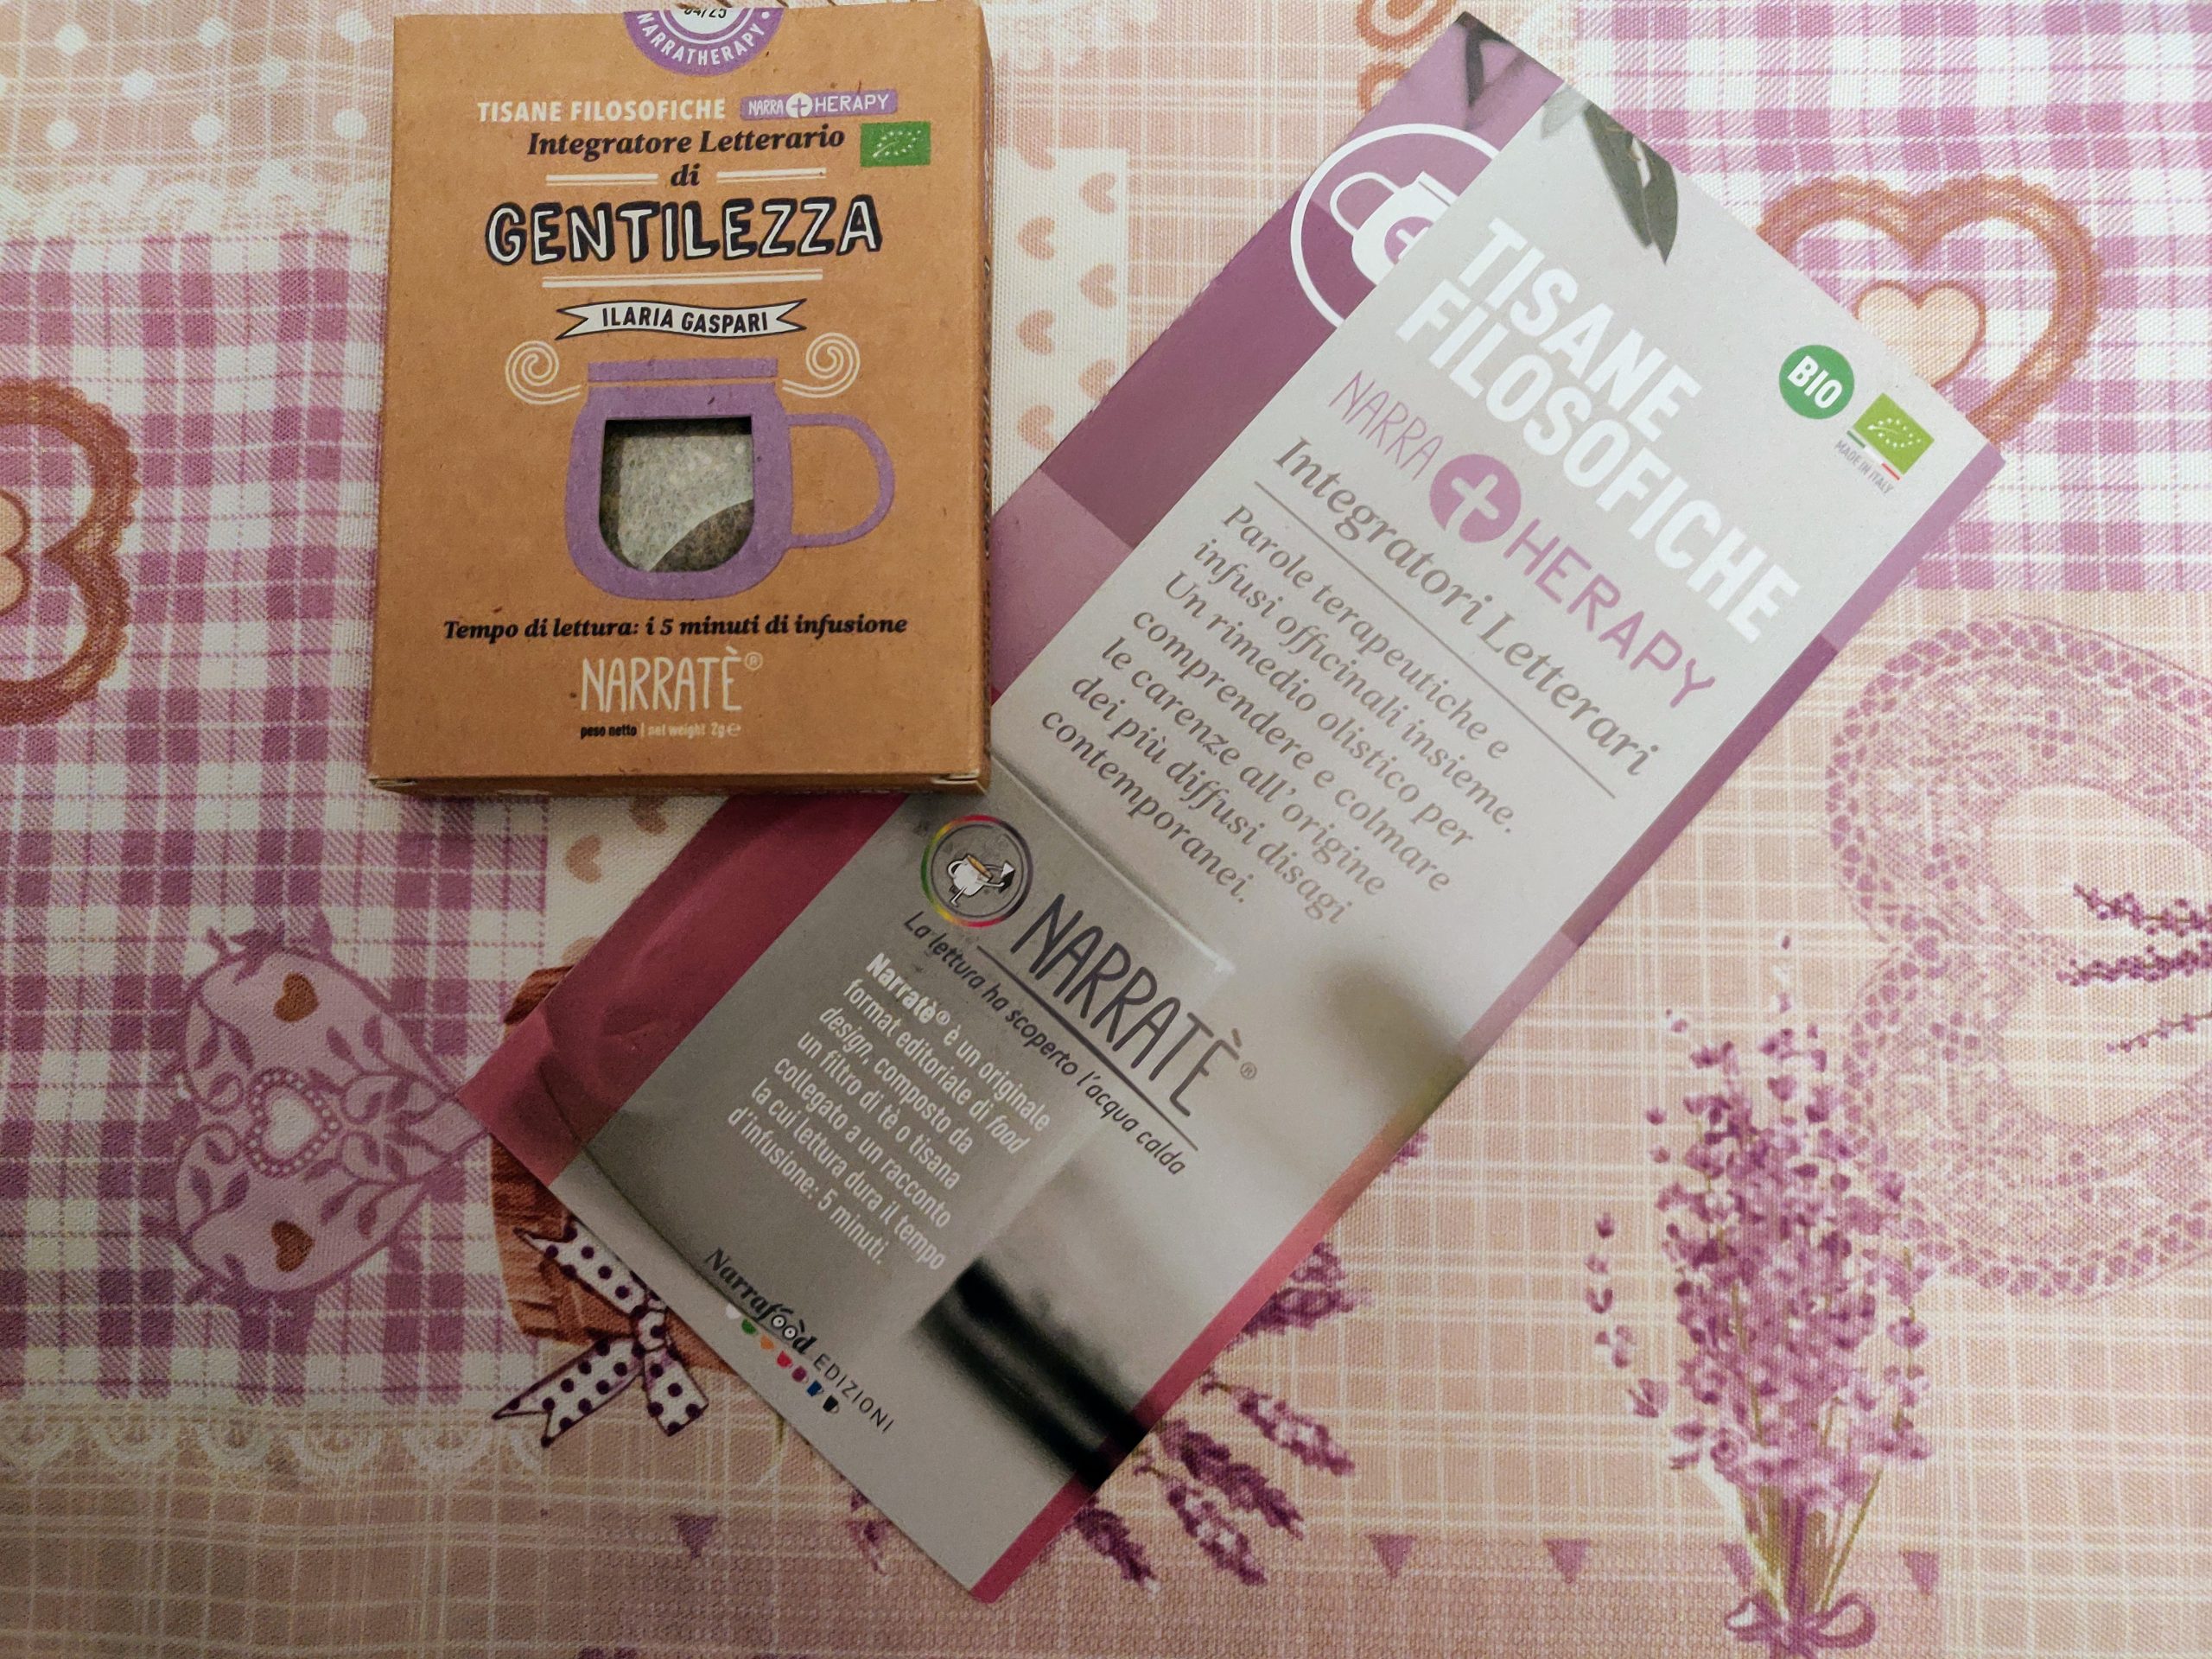 04/25
NARRATHERAPY
TISANE FILOSOFICHE NARRA+HERAPY
Integratore Letterario
di
GENTILEZZA
ILARIA GASPARI
Tempo di lettura: i 5 minuti di infusione
NARRATÈ®
peso netto | net weight 2g ℮
TISANE
FILOSOFICHE
NARRA+HERAPY
BIO
MADE IN ITALY
Integratori Letterari
Parole terapeutiche e
infusi officinali insieme.
Un rimedio olistico per
comprendere e colmare
le carenze all'origine
dei più diffusi disagi
contemporanei.
NARRATÈ®
La lettura ha scoperto l'acqua calda
Narratè® è un originale
format editoriale di food
design, composto da
un filtro di tè o tisana
collegato a un racconto
la cui lettura dura il tempo
d'infusione: 5 minuti.
Narrafood EDIZIONI